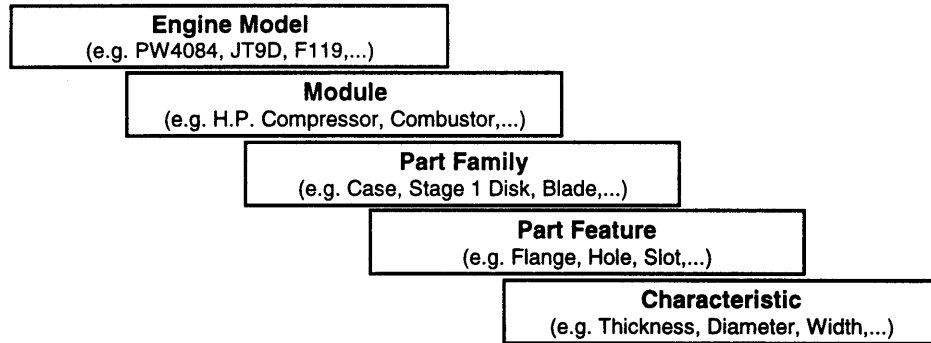 Engine Model
(e.g. PW4084, JT9D, F119,...)
Module
(e.g. H.P. Compressor, Combustor,...)
Part Family
(e.g. Case, Stage 1 Disk, Blade,...)
Part Feature
(e.g. Flange, Hole, Slot,...)
Characteristic
(e.g. Thickness, Diameter, Width,...)